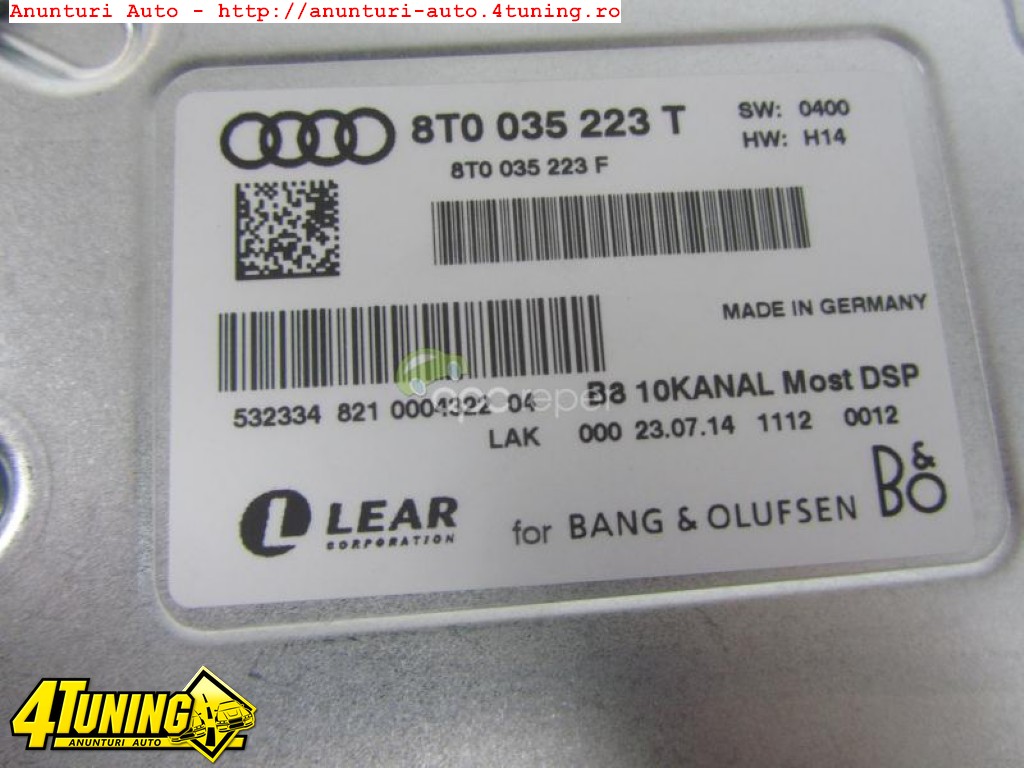 Anunturi Auto - http://anunturi-auto.4tuning.ro
8T0 035 223 T
SW: 0400
8T0 035 223 F
HW: H14
MADE IN GERMANY
532334 821 0004322 04
B8 10KANAL Most DSP
LAK 000 23.07.14 1112 0012
LEAR
CORPORATION
for BANG & OLUFSEN
B&O
4TUNING
ANUNTURI AUTO